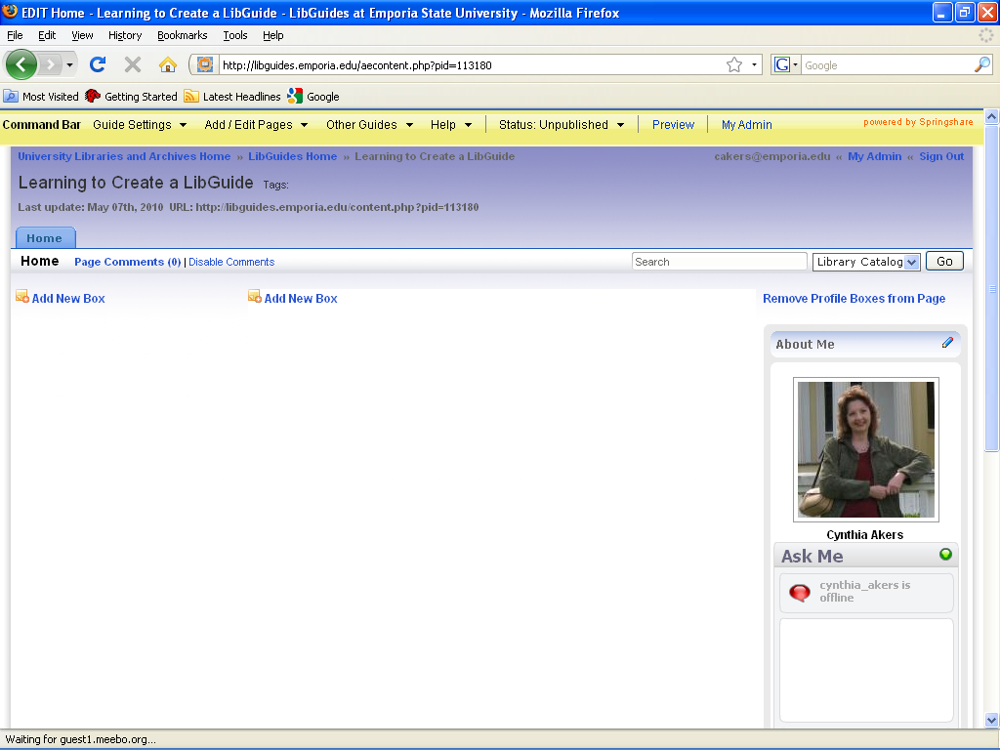 EDIT Home - Learning to Create a LibGuide - LibGuides at Emporia State University - Mozilla Firefox
File Edit View History Bookmarks Tools Help
http://libguides.emporia.edu/aecontent.php?pid=113180 G Google
Most Visited Getting Started Latest Headlines Google
Command Bar Guide Settings Add / Edit Pages Other Guides Help Status: Unpublished Preview My Admin powered by Springshare
University Libraries and Archives Home » LibGuides Home » Learning to Create a LibGuide cakers@emporia.edu « My Admin « Sign Out
Learning to Create a LibGuide Tags:
Last update: May 07th, 2010 URL: http://libguides.emporia.edu/content.php?pid=113180
Home
Home Page Comments (0) | Disable Comments Search Library Catalog Go
Add New Box Add New Box Remove Profile Boxes from Page
About Me
Cynthia Akers
Ask Me
cynthia_akers is
offline
Waiting for guest1.meebo.org...